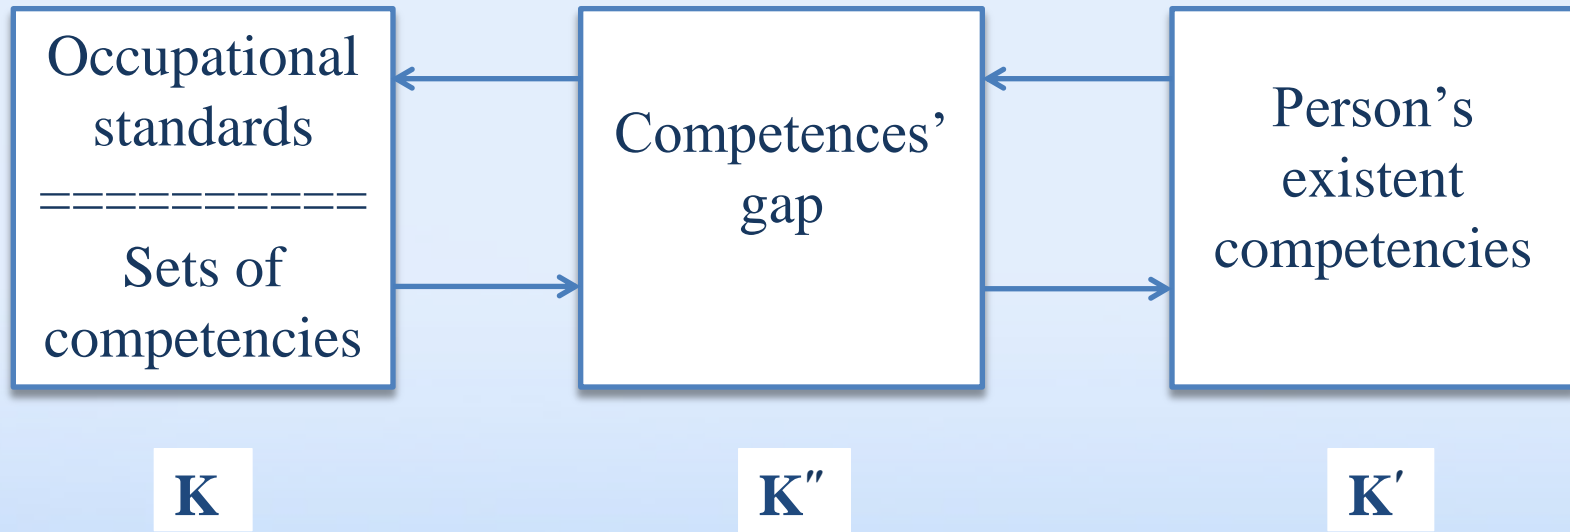 Occupational
standards
==========
Sets of
competencies
Competences’
gap
Person’s
existent
competencies
K
K″
K′